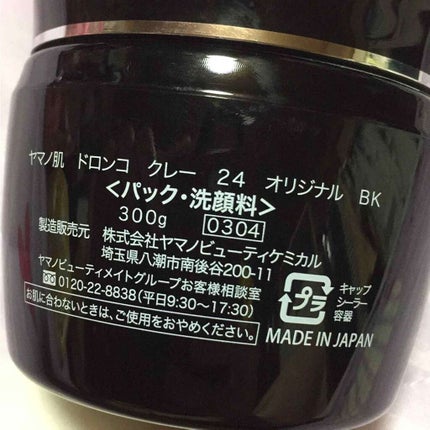 ヤマノ肌 ドロンコ クレー 24 オリジナル BK
<パック・洗顔料>
300g 0304
製造販売元 株式会社ヤマノビューティケミカル
埼玉県八潮市南後谷200-11
ヤマノビューティメイトグループお客様相談室
0120-22-8838(平日9:30〜17:30)
お肌に合わないときは、ご使用をおやめください。
プラ
キャップ
シーラー
容器
MADE IN JAPAN